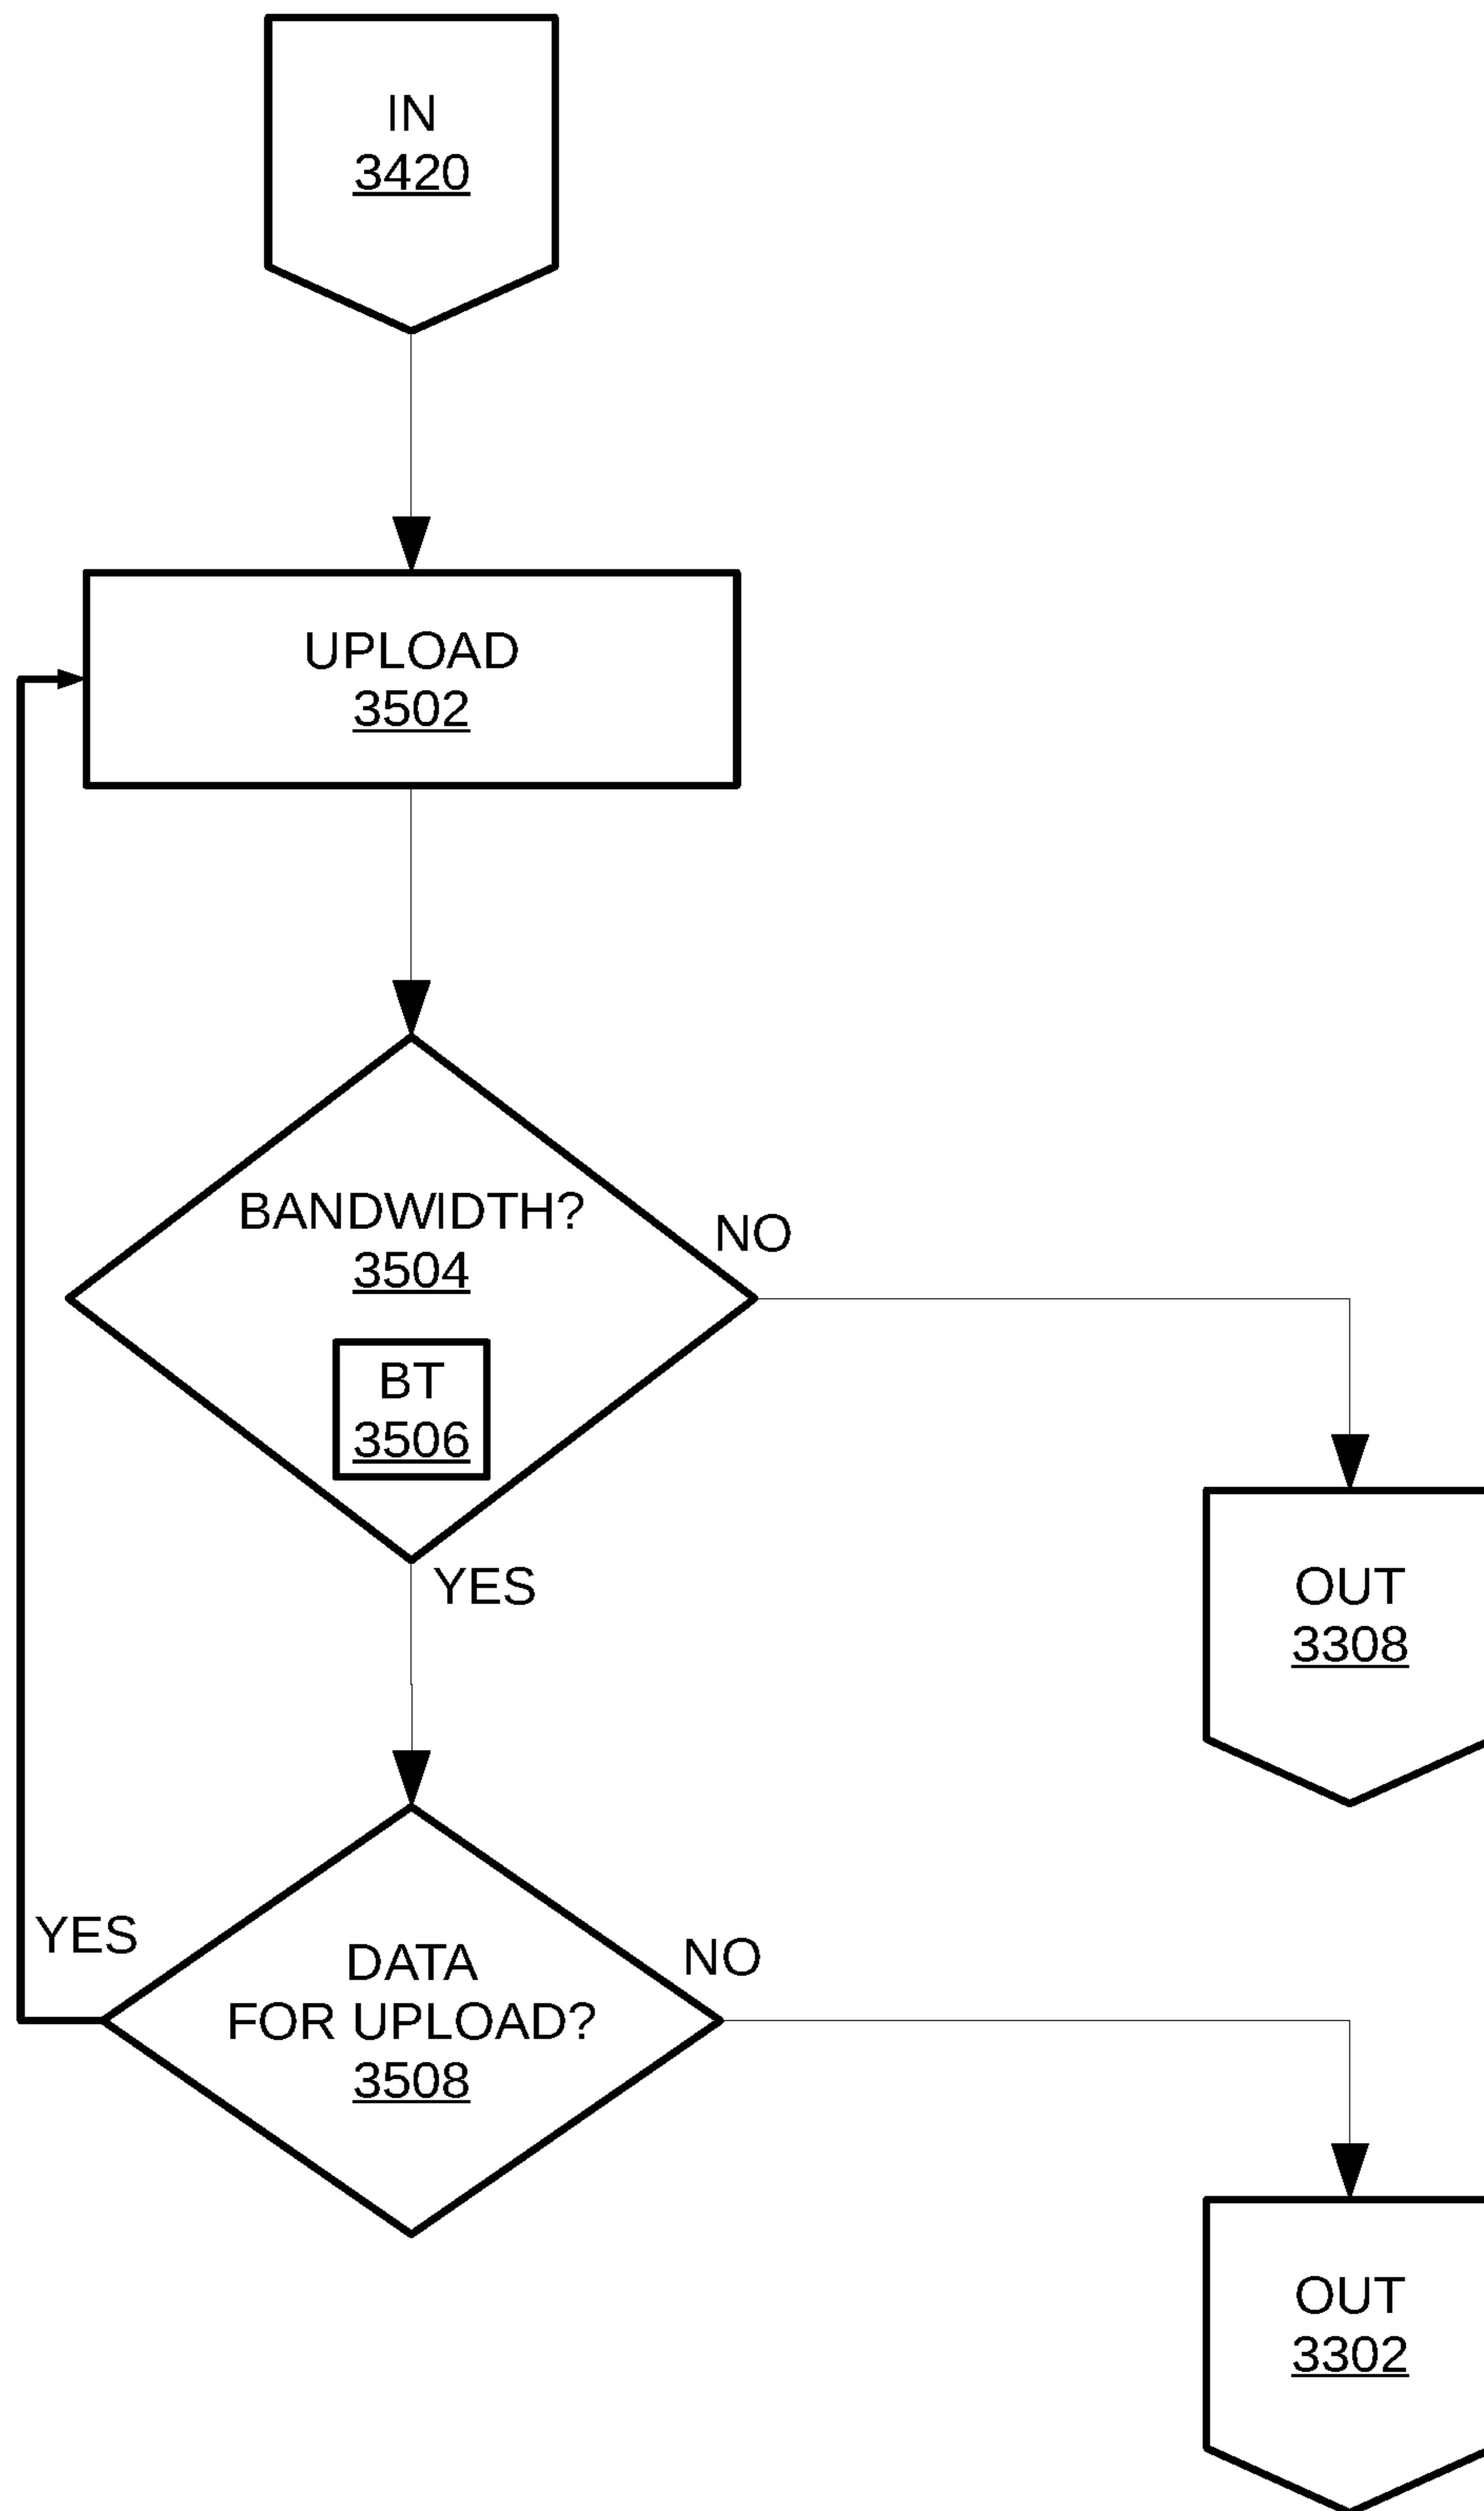 IN
3420
UPLOAD
3502
BANDWIDTH?
3504
NO
BT
3506
YES
OUT
3308
YES
DATA
FOR UPLOAD?
3508
NO
OUT
3302